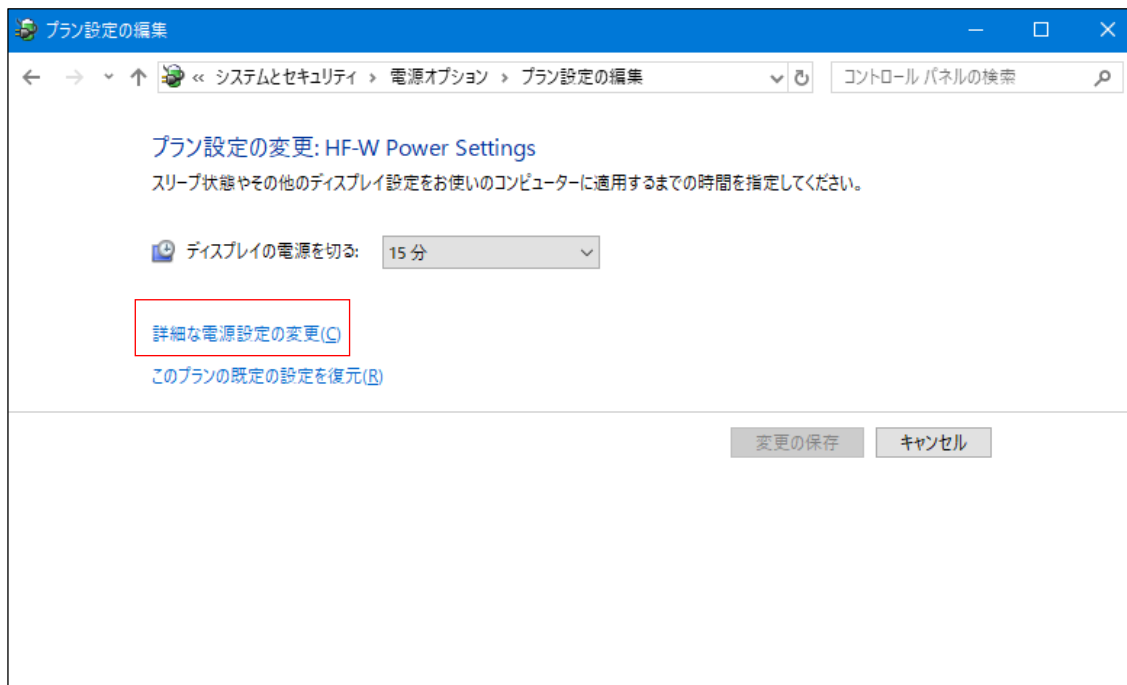 プラン設定の編集
« システムとセキュリティ › 電源オプション › プラン設定の編集
コントロール パネルの検索
プラン設定の変更: HF-W Power Settings
スリープ状態やその他のディスプレイ設定をお使いのコンピューターに適用するまでの時間を指定してください。
ディスプレイの電源を切る: 15 分
詳細な電源設定の変更(C)
このプランの既定の設定を復元(R)
変更の保存 キャンセル